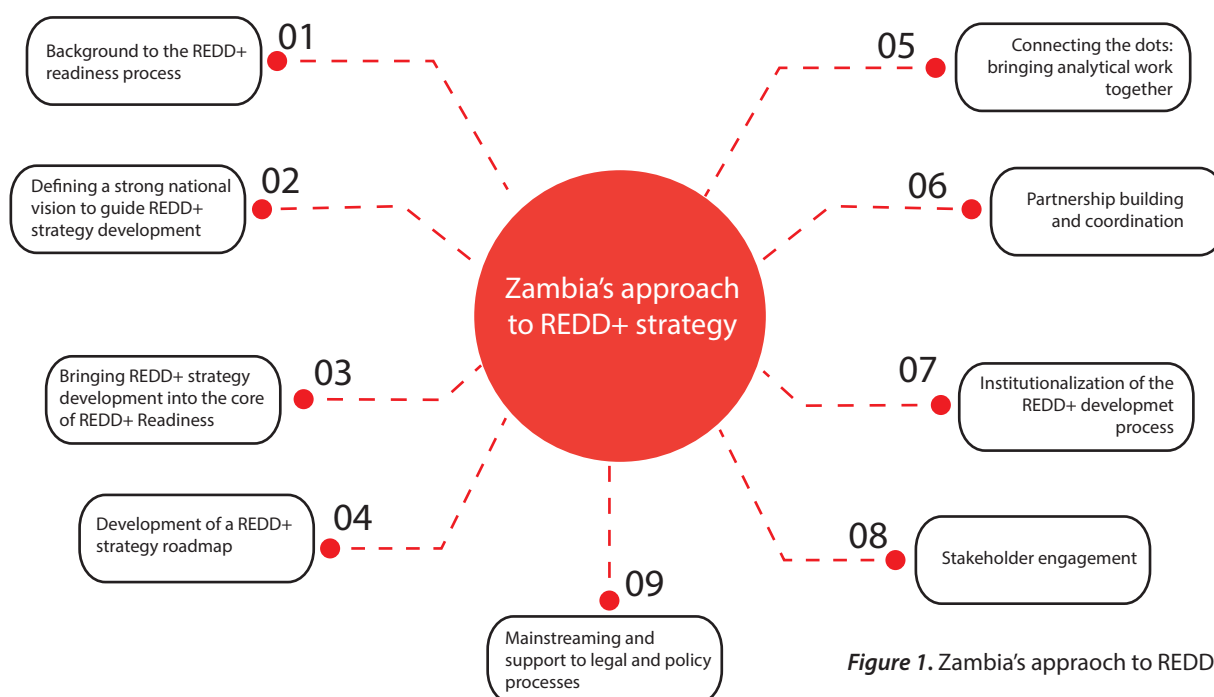 01
Background to the REDD+
readiness process
02
Defining a strong national
vision to guide REDD+
strategy development
03
Bringing REDD+ strategy
development into the core
of REDD+ Readiness
04
Development of a REDD+
strategy roadmap
Zambia’s approach
to REDD+ strategy
05
Connecting the dots:
bringing analytical work
together
06
Partnership building
and coordination
07
Institutionalization of the
REDD+ developmet
process
08
Stakeholder engagement
09
Mainstreaming and
support to legal and policy
processes
Figure 1. Zambia’s appraoch to REDD